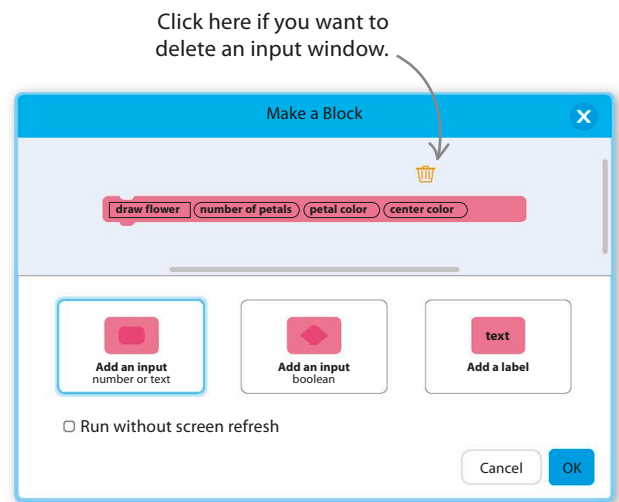 Click here if you want to
delete an input window.
Make a Block
X
draw flower number of petals petal color center color
text
Add an input
number or text
Add an input
boolean
Add a label
Run without screen refresh
Cancel OK